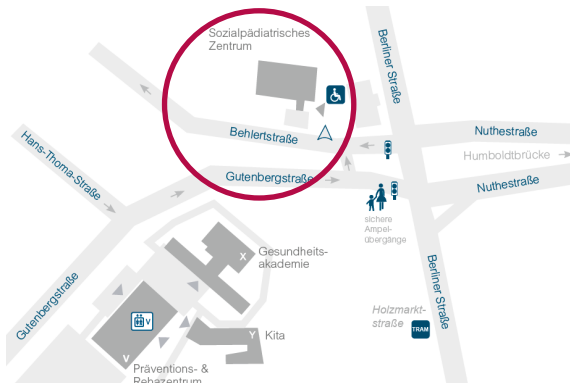 Sozialpädiatrisches
Zentrum
Berliner Straße
Behlertstraße
Nuthestraße
Humboldtbrücke
Hans-Thoma-Straße
Gutenbergstraße
Nuthestraße
sichere
Ampel-
übergänge
X
Gesundheits-
akademie
Berliner Straße
Gutenbergstraße
Holzmarkt-
straße
TRAM
V
Y
Kita
V
Präventions- &
Rehazentrum